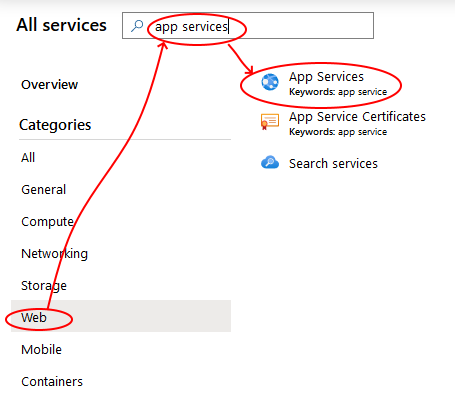 All services
app services
Overview
Categories
All
General
Compute
Networking
Storage
Web
Mobile
Containers
App Services
Keywords: app service
App Service Certificates
Keywords: app service
Search services